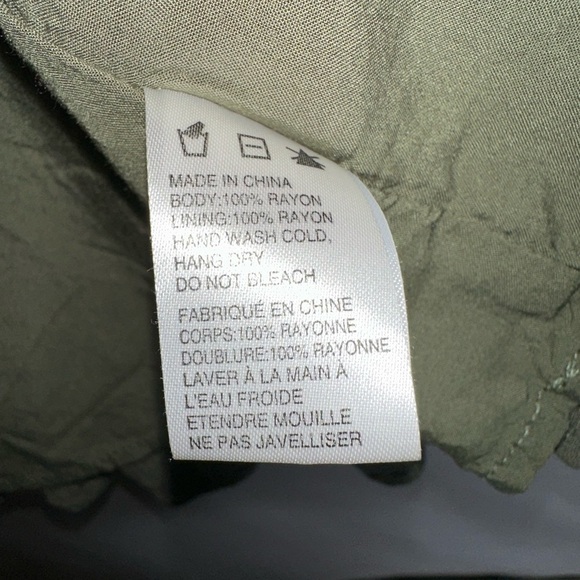 MADE IN CHINA
BODY:100% RAYON
LINING:100% RAYON
HAND WASH COLD,
HANG DRY
DO NOT BLEACH
FABRIQUÉ EN CHINE
CORPS:100% RAYONNE
DOUBLURE:100% RAYONNE
LAVER À LA MAIN À
L'EAU FROIDE
ETENDRE MOUILLE
NE PAS JAVELLISER